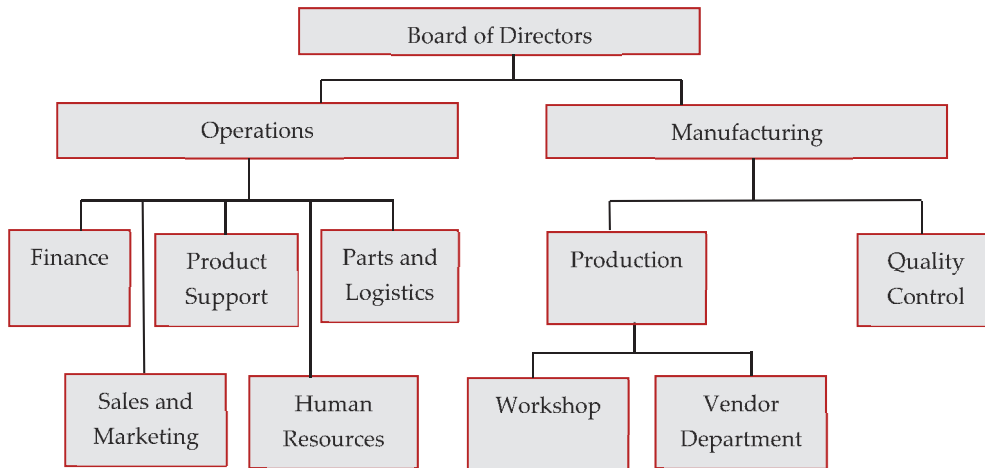 Board of Directors
Operations
Manufacturing
Finance
Product
Support
Parts and
Logistics
Production
Quality
Control
Sales and
Marketing
Human
Resources
Workshop
Vendor
Department